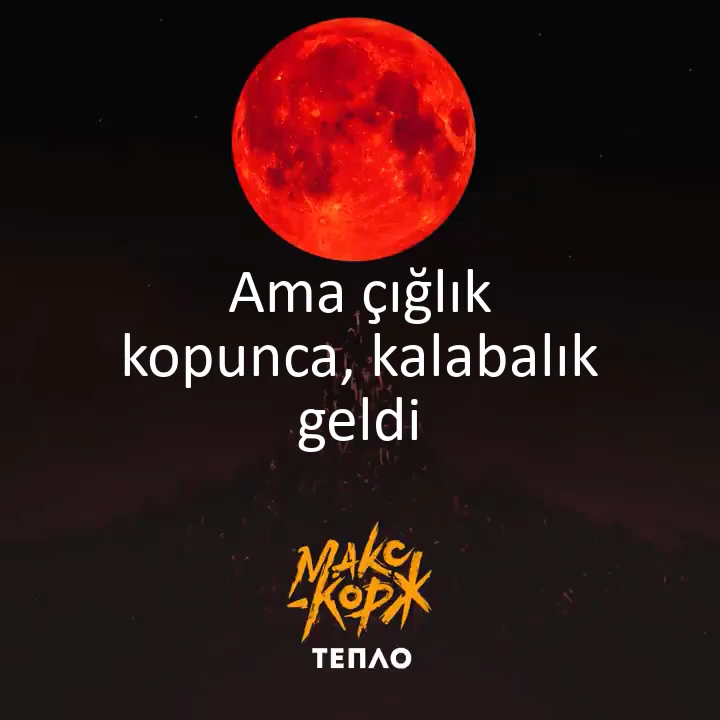 Ama çığlık
kopunca, kalabalık
geldi
МАКС
КОРЖ
ТЕПЛО